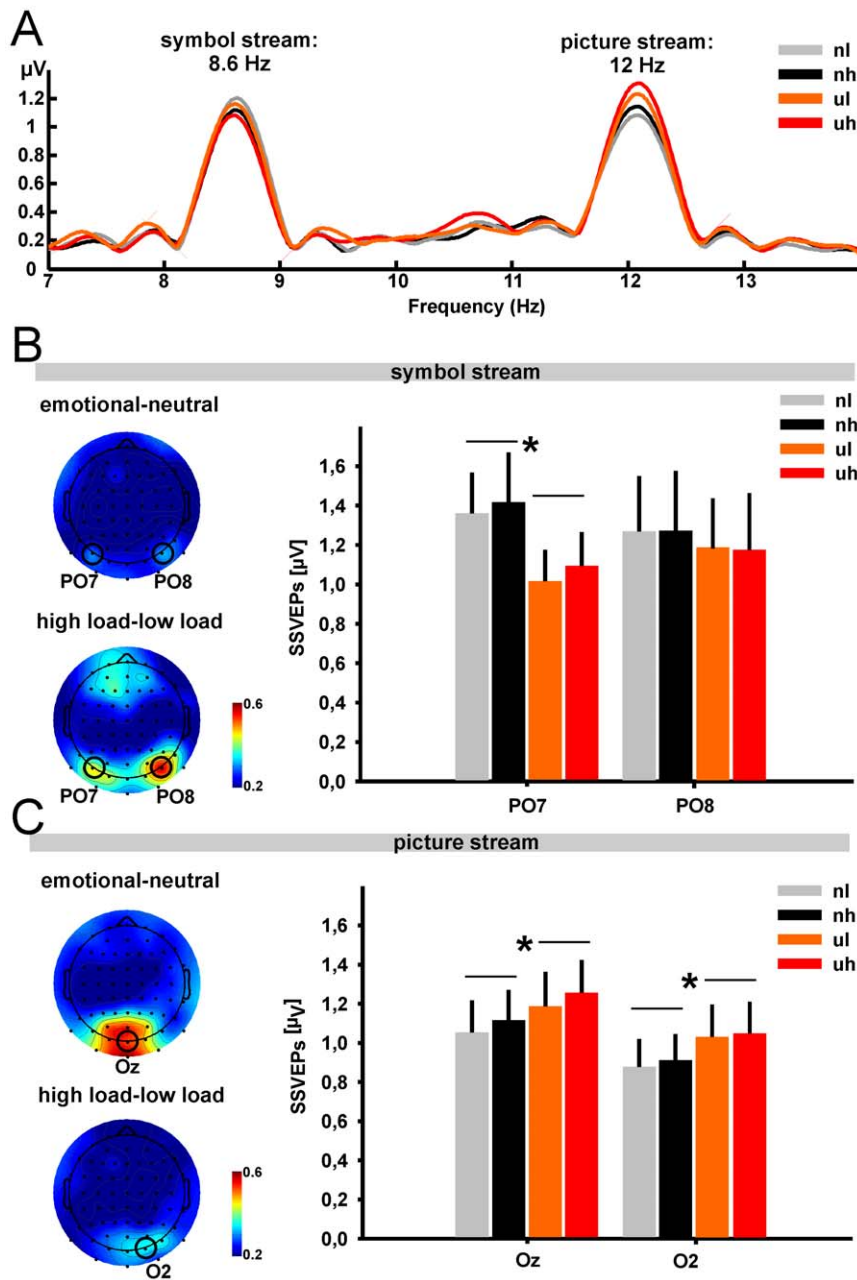 A
symbol stream:
8.6 Hz
picture stream:
12 Hz
nl
nh
ul
uh
µV
1.2
1
0.8
0.6
0.4
0.2
0
7
8
9
10
11
12
13
Frequency (Hz)
B
symbol stream
emotional-neutral
PO7
PO8
high load-low load
0.6
0.2
PO7
PO8
nl
nh
ul
uh
SSVEPs [µV]
1,6
1,4
1,2
1,0
0,8
0,6
0,4
0,2
0,0
*
PO7
PO8
C
picture stream
emotional-neutral
Oz
high load-low load
0.6
0.2
O2
nl
nh
ul
uh
SSVEPs [µV]
1,6
1,4
1,2
1,0
0,8
0,6
0,4
0,2
0,0
*
*
Oz
O2